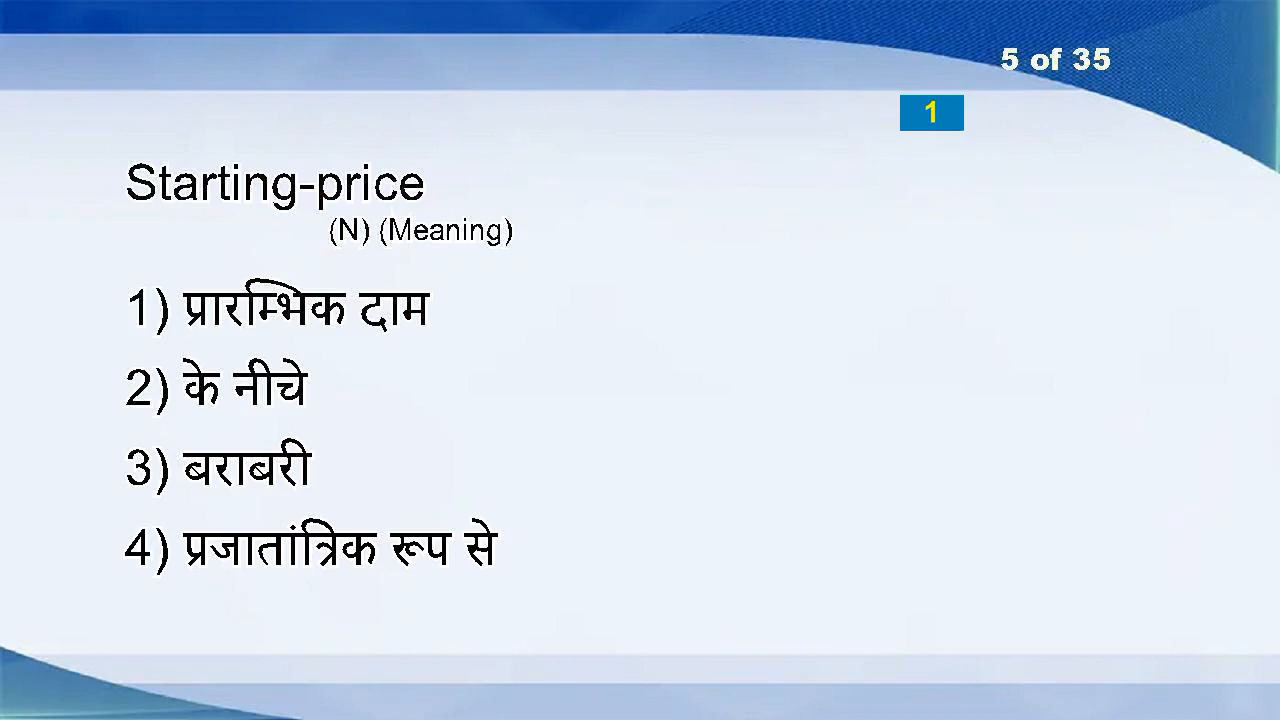 5 of 35
1
Starting-price
(N) (Meaning)
1) प्रारम्भिक दाम
2) के नीचे
3) बराबरी
4) प्रजातांत्रिक रूप से